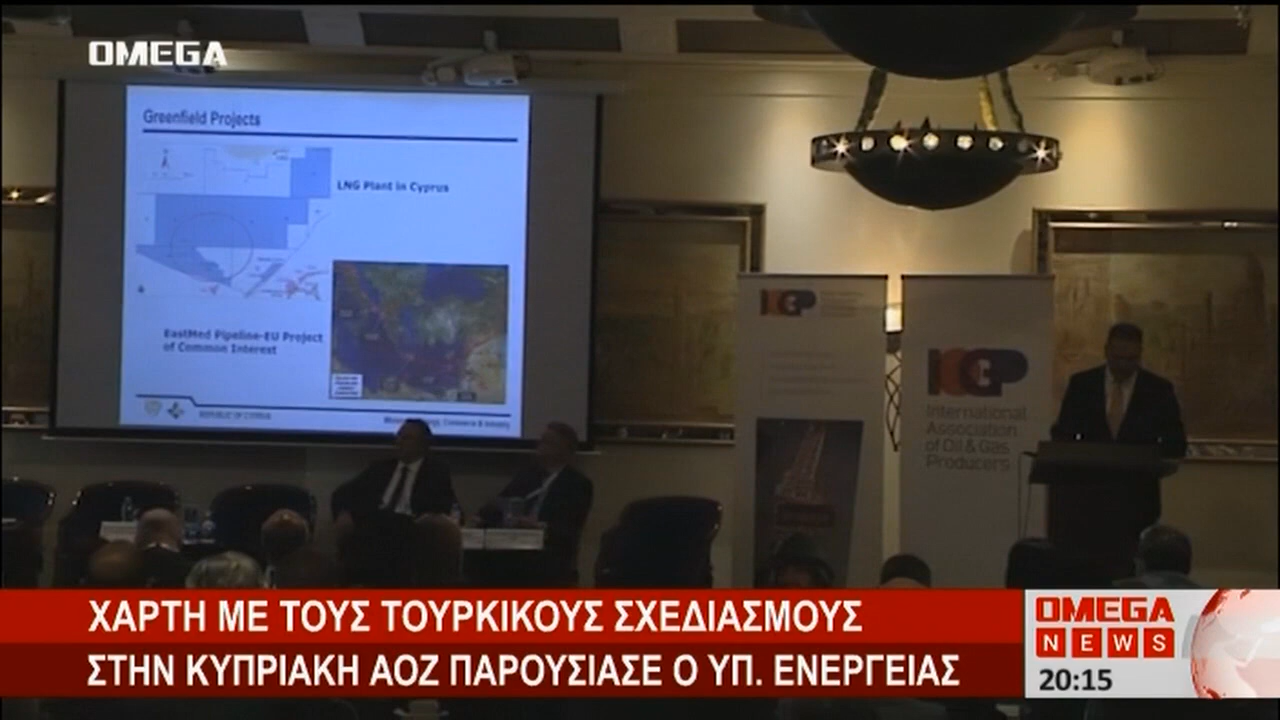 OMEGA
Greenfield Projects
LNG Plant in Cyprus
EastMed Pipeline-EU Project
of Common Interest
REPUBLIC OF CYPRUS
Commerce & Industry
International
Association
of Oil & Gas
Producers
ΧΑΡΤΗ ΜΕ ΤΟΥΣ ΤΟΥΡΚΙΚΟΥΣ ΣΧΕΔΙΑΣΜΟΥΣ
ΣΤΗΝ ΚΥΠΡΙΑΚΗ ΑΟΖ ΠΑΡΟΥΣΙΑΣΕ Ο ΥΠ. ΕΝΕΡΓΕΙΑΣ
OMEGA
NEWS
20:15